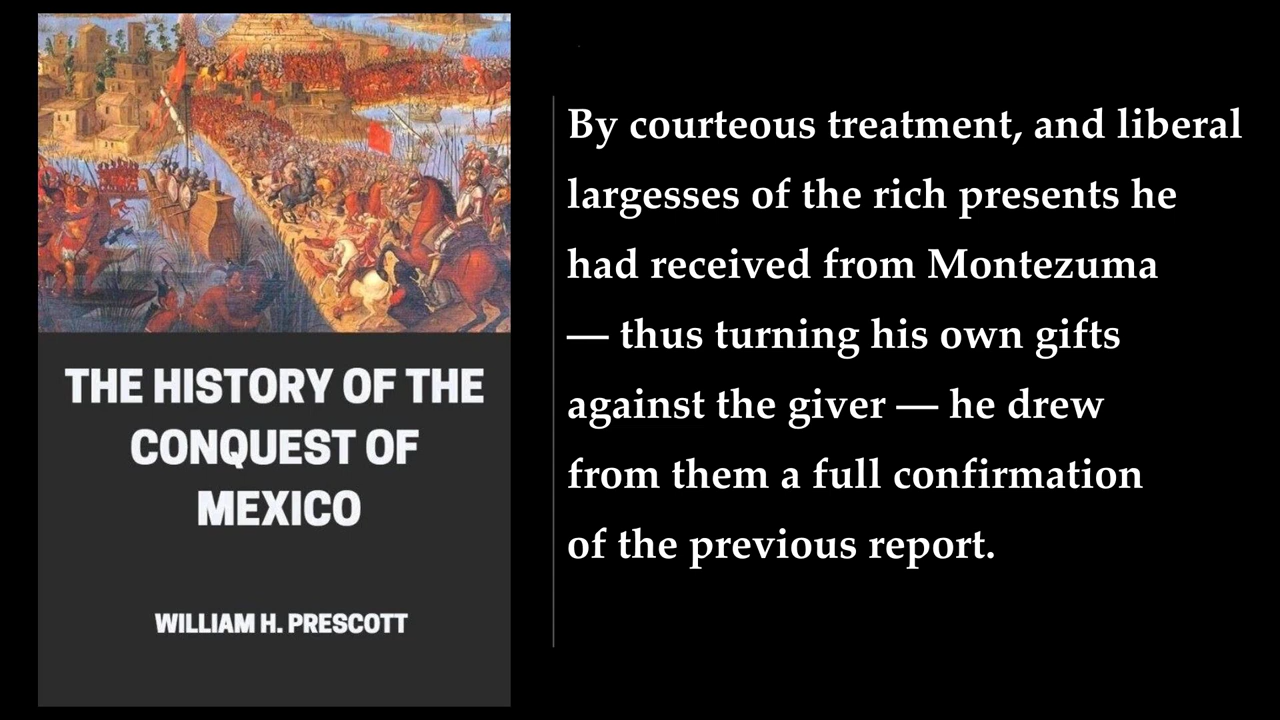 THE HISTORY OF THE
CONQUEST OF
MEXICO
WILLIAM H. PRESCOTT
By courteous treatment, and liberal
largesses of the rich presents he
had received from Montezuma
— thus turning his own gifts
against the giver — he drew
from them a full confirmation
of the previous report.